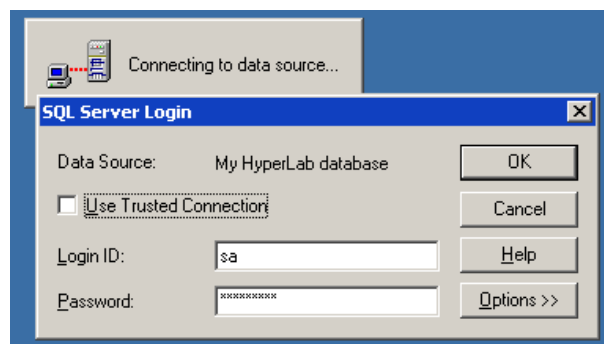 Connecting to data source...
SQL Server Login
Data Source: My HyperLab database OK
Use Trusted Connection Cancel
Login ID: sa Help
Password: ********* Options >>